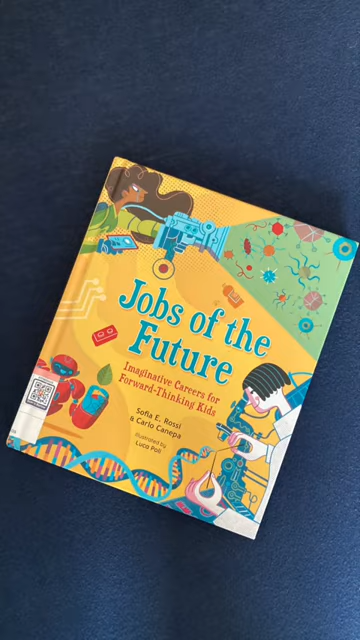 Jobs of the
Future
Imaginative Careers for
Forward-Thinking Kids
Sofia E. Rossi
& Carlo Canepa
Illustrated by
Luca Poli